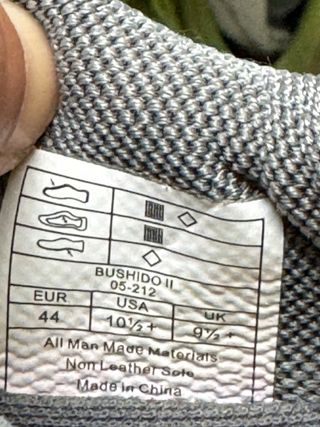 BUSHIDO II
05-212
EUR USA UK
44 10½+ 9½+
All Man Made Materials
Non Leather Sole
Made in China